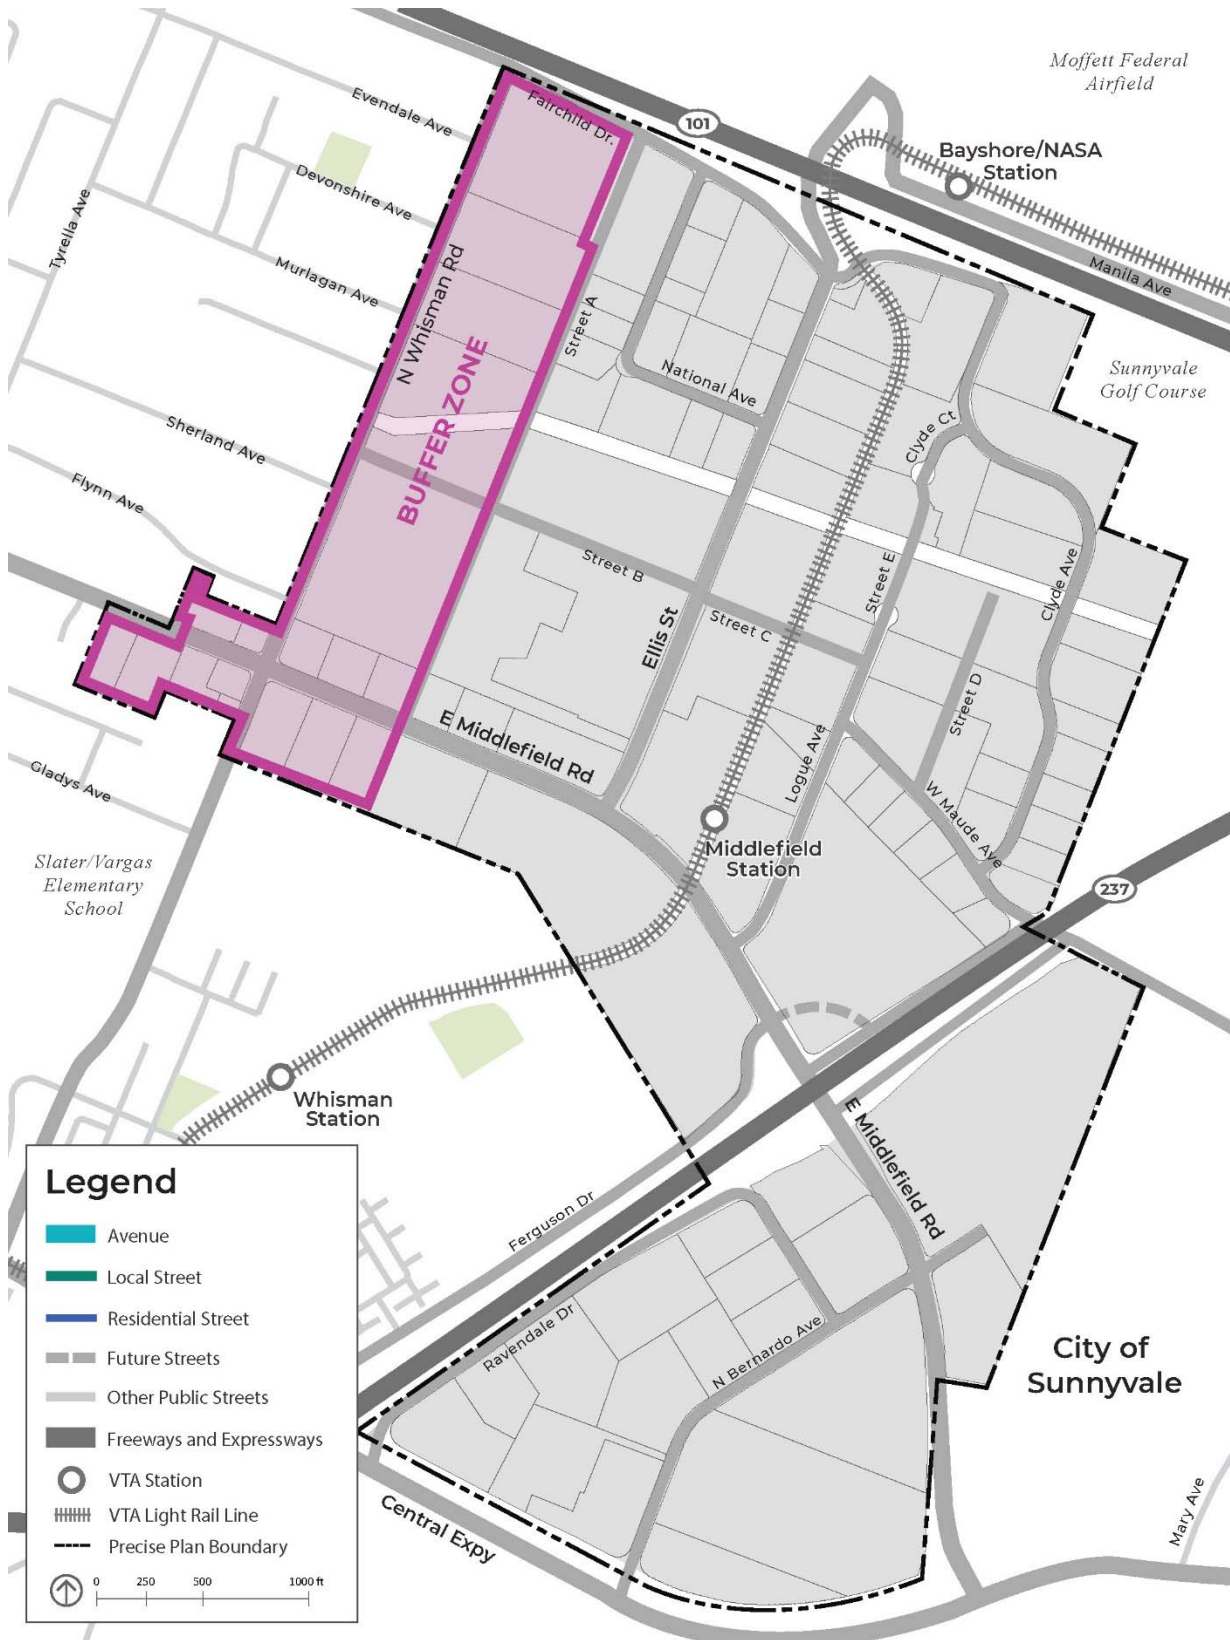 Moffett Federal
Airfield
Evendale Ave
Fairchild Dr.
101
Bayshore/NASA
Station
Devonshire Ave
Tyrella Ave
Murlagan Ave
N Whisman Rd
Manila Ave
Street A
BUFFER ZONE
National Ave
Sunnyvale
Golf Course
Sherland Ave
Clyde Ct
Flynn Ave
Street B
Street E
Clyde Ave
Street C
Ellis St
Street D
E Middlefield Rd
Logue Ave
Gladys Ave
W Maude Ave
Middlefield
Station
Slater/Vargas
Elementary
School
237
Whisman
Station
E Middlefield Rd
Ferguson Dr
Ravendale Dr
N Bernardo Ave
City of
Sunnyvale
Central Expy
Mary Ave
Legend
Avenue
Local Street
Residential Street
Future Streets
Other Public Streets
Freeways and Expressways
VTA Station
VTA Light Rail Line
Precise Plan Boundary
0 250 500 1000 ft